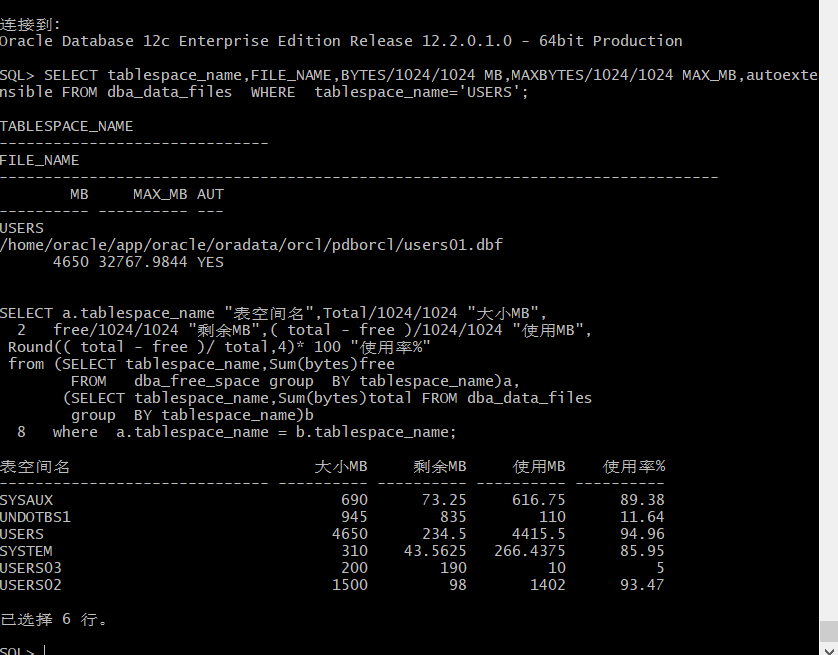 连接到:
Oracle Database 12c Enterprise Edition Release 12.2.0.1.0 - 64bit Production
SQL> SELECT tablespace_name,FILE_NAME,BYTES/1024/1024 MB,MAXBYTES/1024/1024 MAX_MB,autoexte
nsible FROM dba_data_files  WHERE  tablespace_name='USERS';
TABLESPACE_NAME
------------------------------
FILE_NAME
--------------------------------------------------------------------------------
        MB     MAX_MB AUT
---------- ---------- ---
USERS
/home/oracle/app/oracle/oradata/orcl/pdborcl/users01.dbf
      4650 32767.9844 YES
SELECT a.tablespace_name "表空间名",Total/1024/1024 "大小MB",
  2   free/1024/1024 "剩余MB",( total - free )/1024/1024 "使用MB",
 Round(( total - free )/ total,4)* 100 "使用率%"
 from (SELECT tablespace_name,Sum(bytes)free
        FROM   dba_free_space group  BY tablespace_name)a,
       (SELECT tablespace_name,Sum(bytes)total FROM dba_data_files
        group  BY tablespace_name)b
  8   where  a.tablespace_name = b.tablespace_name;
表空间名                           大小MB     剩余MB     使用MB    使用率%
------------------------------ ---------- ---------- ---------- ----------
SYSAUX                                690      73.25     616.75      89.38
UNDOTBS1                              945        835        110      11.64
USERS                                4650      234.5     4415.5      94.96
SYSTEM                                310    43.5625   266.4375      85.95
USERS03                               200        190         10          5
USERS02                              1500         98       1402      93.47
已选择 6 行。
SQL>